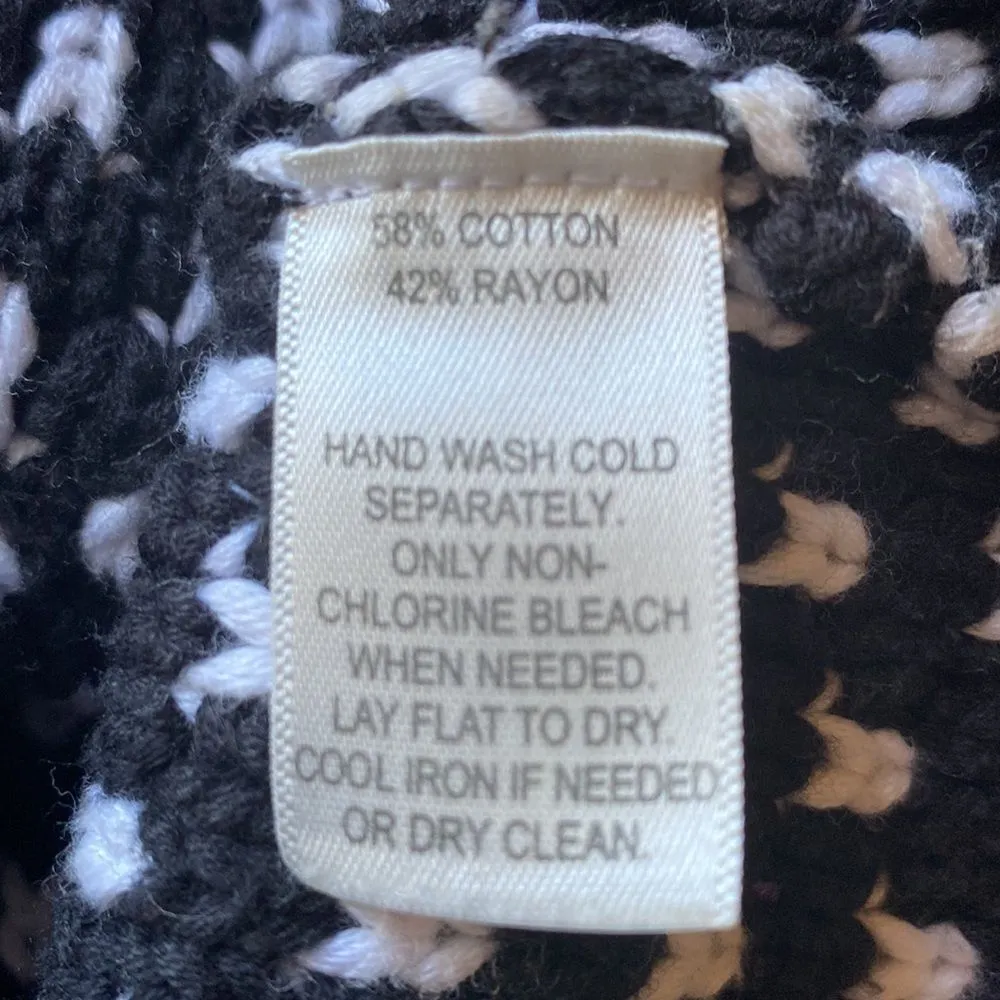 58% COTTON
42% RAYON
HAND WASH COLD
SEPARATELY.
ONLY NON-
CHLORINE BLEACH
WHEN NEEDED.
LAY FLAT TO DRY.
COOL IRON IF NEEDED
OR DRY CLEAN.